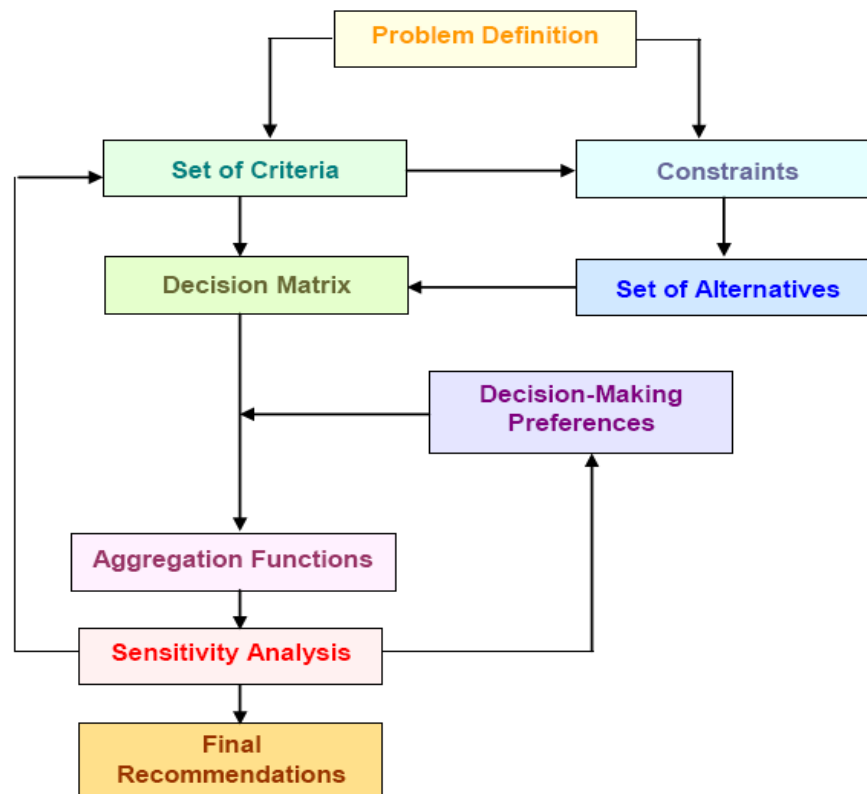 Problem Definition
Set of Criteria
Constraints
Decision Matrix
Set of Alternatives
Decision-Making
Preferences
Aggregation Functions
Sensitivity Analysis
Final
Recommendations